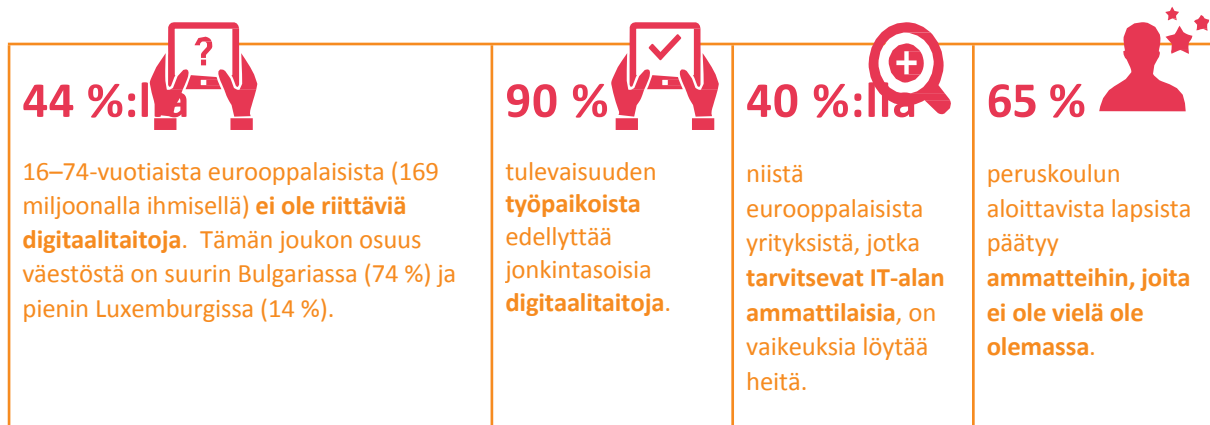 44 %:lla
16–74-vuotiaista eurooppalaisista (169
miljoonalla ihmisellä) ei ole riittäviä
digitaalitaitoja.  Tämän joukon osuus
väestöstä on suurin Bulgariassa (74 %) ja
pienin Luxemburgissa (14 %).
90 %
tulevaisuuden
työpaikoista
edellyttää
jonkintasoisia
digitaalitaitoja.
40 %:lla
niistä
eurooppalaisista
yrityksistä, jotka
tarvitsevat IT-alan
ammattilaisia, on
vaikeuksia löytää
heitä.
65 %
peruskoulun
aloittavista lapsista
päätyy
ammatteihin, joita
ei ole vielä ole
olemassa.